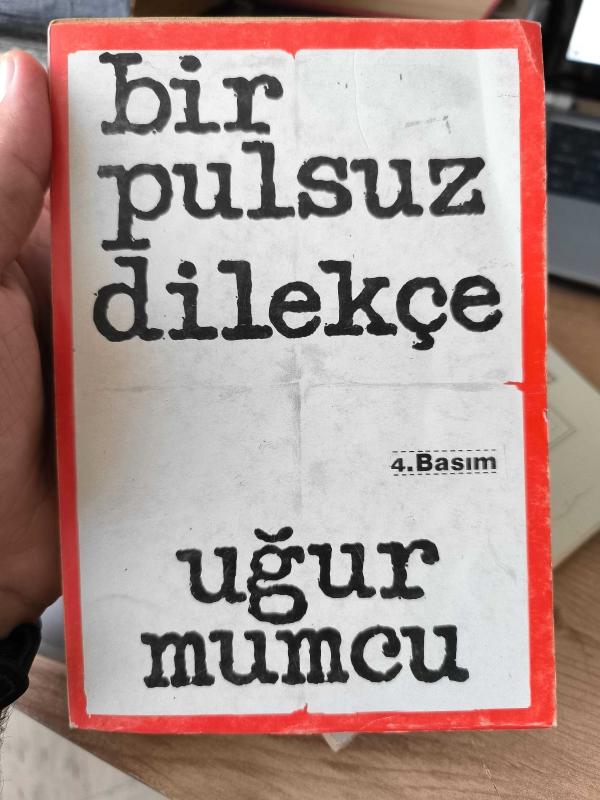 bir
pulsuz
dilekçe
4.Basım
uğur
mumcu